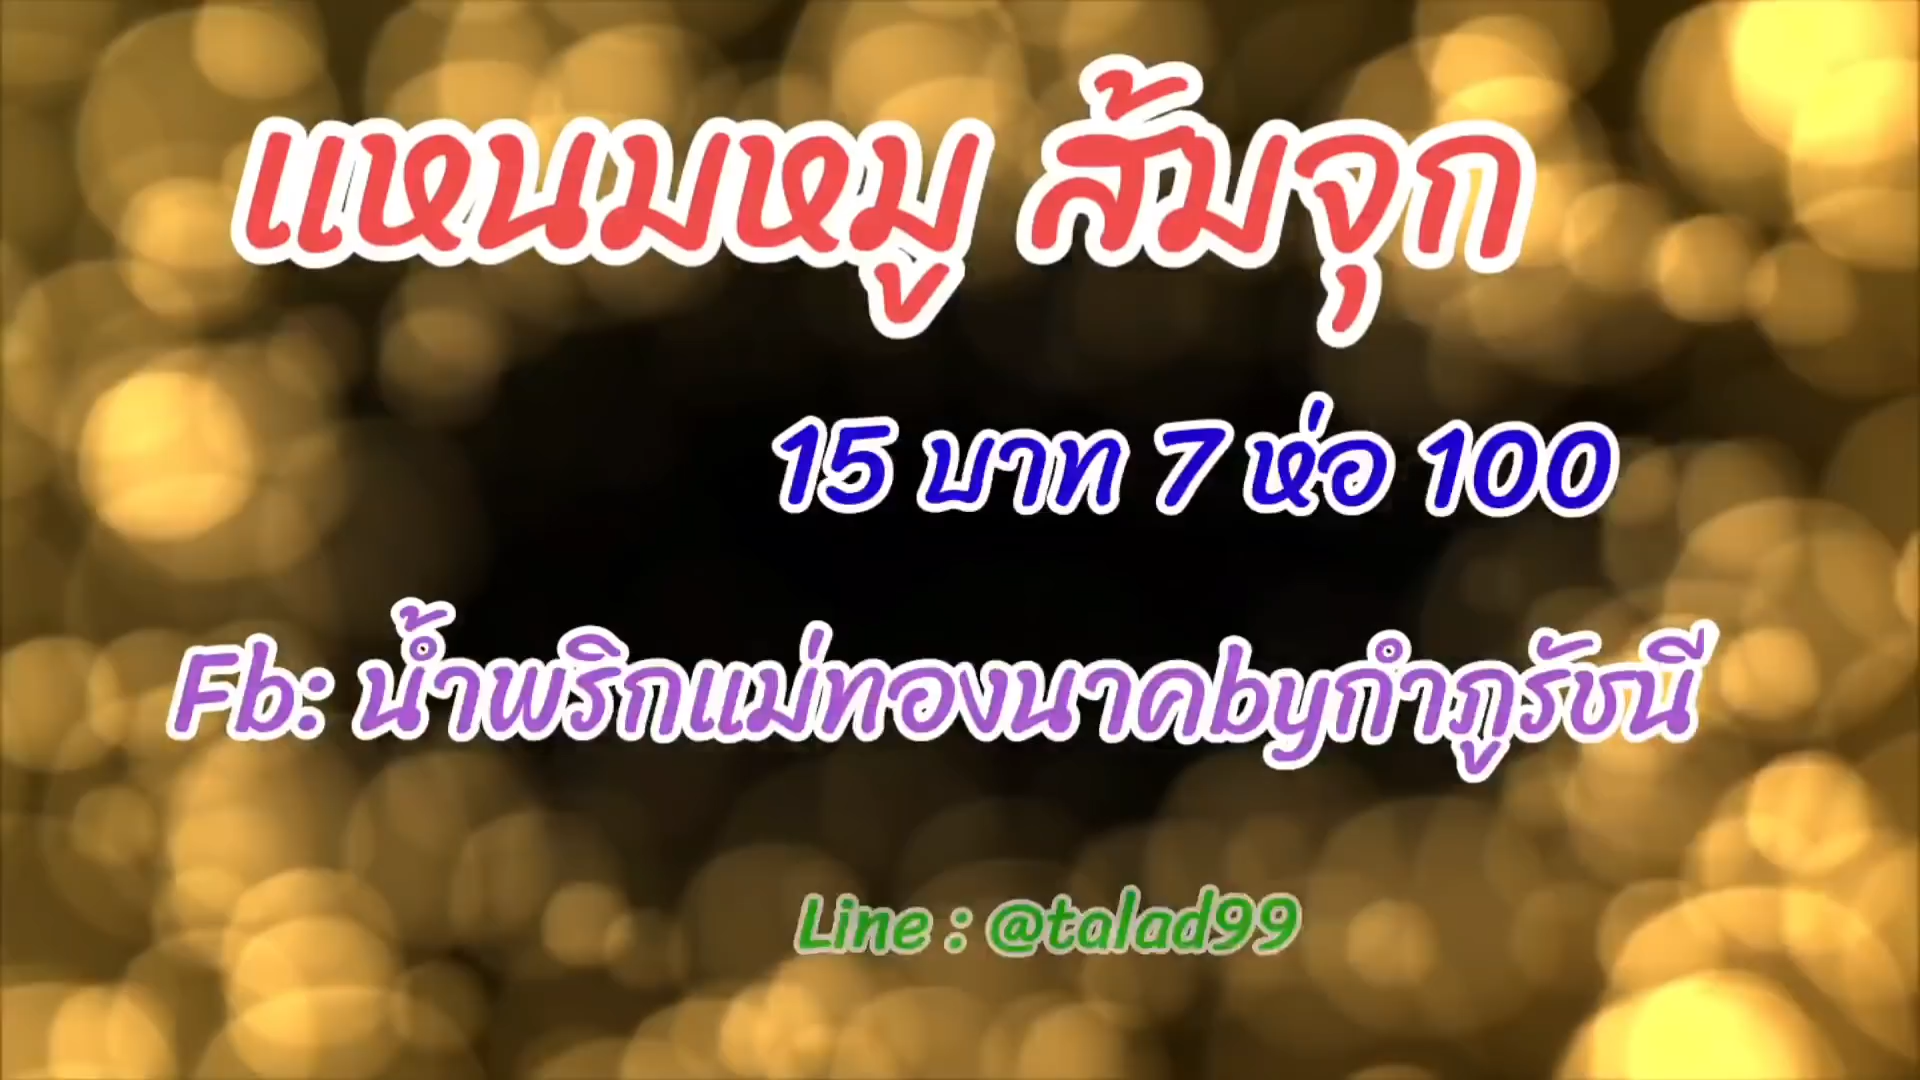 แหนมหมู ส้มจุก
15 บาท 7 ห่อ 100
Fb: น้ำพริกแม่ทองนาคbyกำภูรัชนี
Line : @talad99